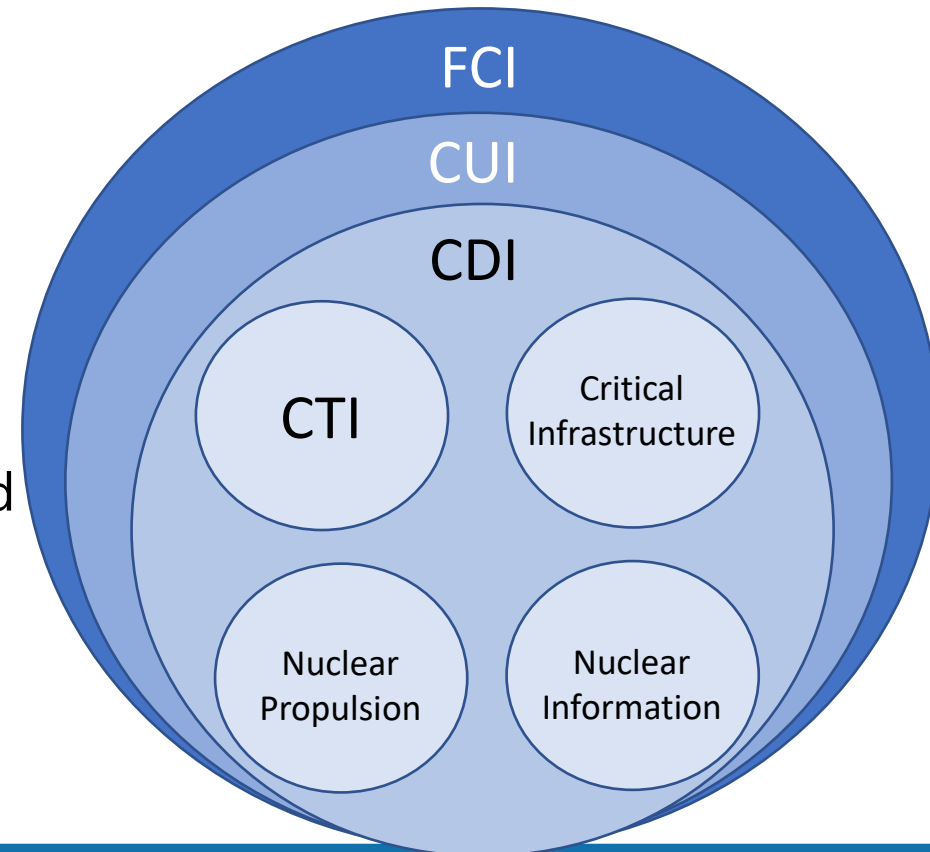 FCI
CUI
CDI
CTI
Critical
Infrastructure
d
Nuclear
Propulsion
Nuclear
Information